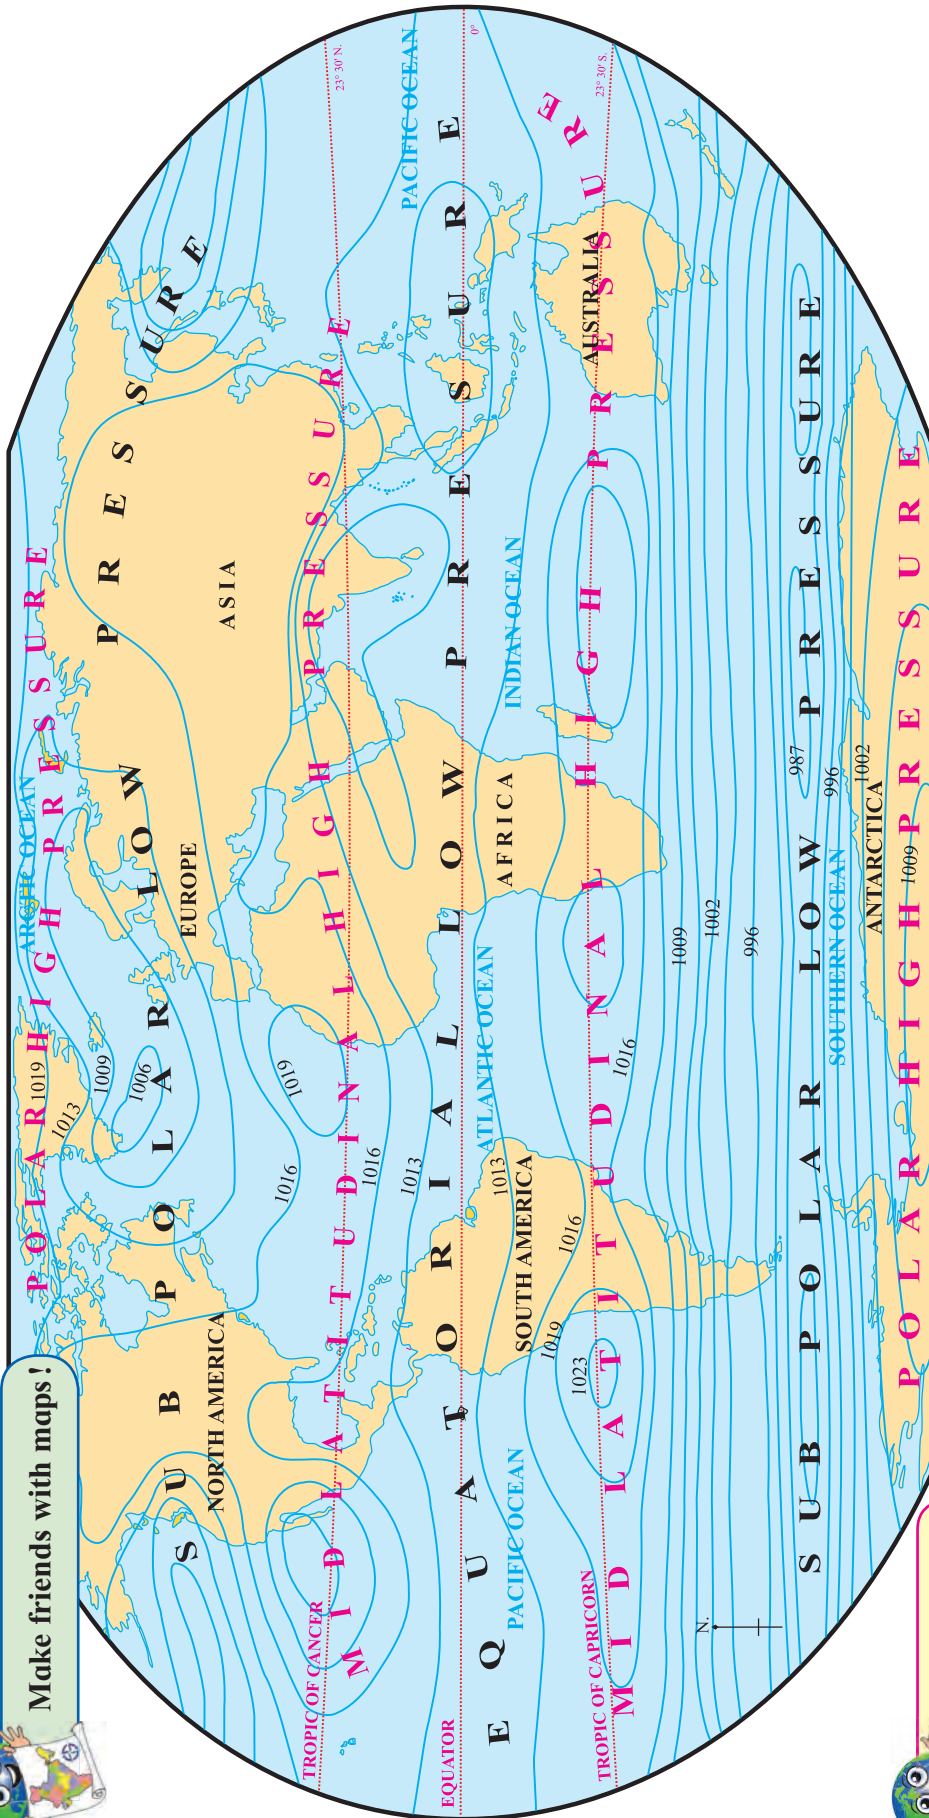 Make friends with maps!
POLAR HIGH PRESSURE
ARCTIC OCEAN
1019
1013
1009
1006
SUB POLAR LOW PRESSURE
NORTH AMERICA
EUROPE
ASIA
1019
1016
TROPIC OF CANCER
23° 30' N.
MID LATITUDINAL HIGH PRESSURE
1016
1013
PACIFIC OCEAN
EQUATOR
0°
EQUATORIAL LOW PRESSURE
PACIFIC OCEAN
ATLANTIC OCEAN
INDIAN OCEAN
AFRICA
1013
SOUTH AMERICA
1016
1019
1023
AUSTRALIA
TROPIC OF CAPRICORN
23° 30' S.
MID LATITUDINAL HIGH PRESSURE
1016
1009
1002
996
N.
987
SUB POLAR LOW PRESSURE
996
SOUTHERN OCEAN
1002
ANTARCTICA
1009
POLAR HIGH PRESSURE